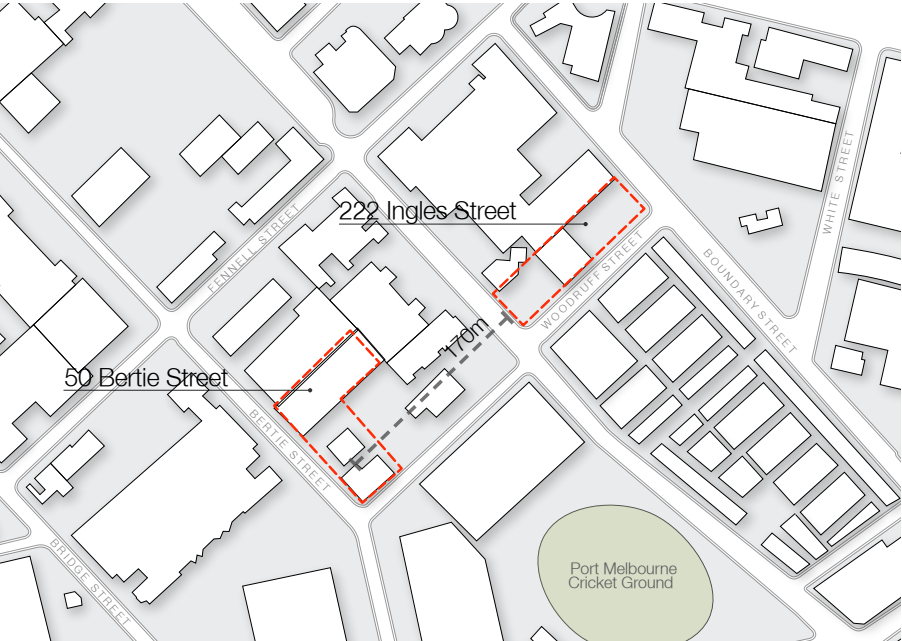 WHITE STREET
222 Ingles Street
FENNELL STREET
WOODRUFF STREET
BOUNDARY STREET
170m
50 Bertie Street
BERTIE STREET
BRIDGE STREET
Port Melbourne
Cricket Ground